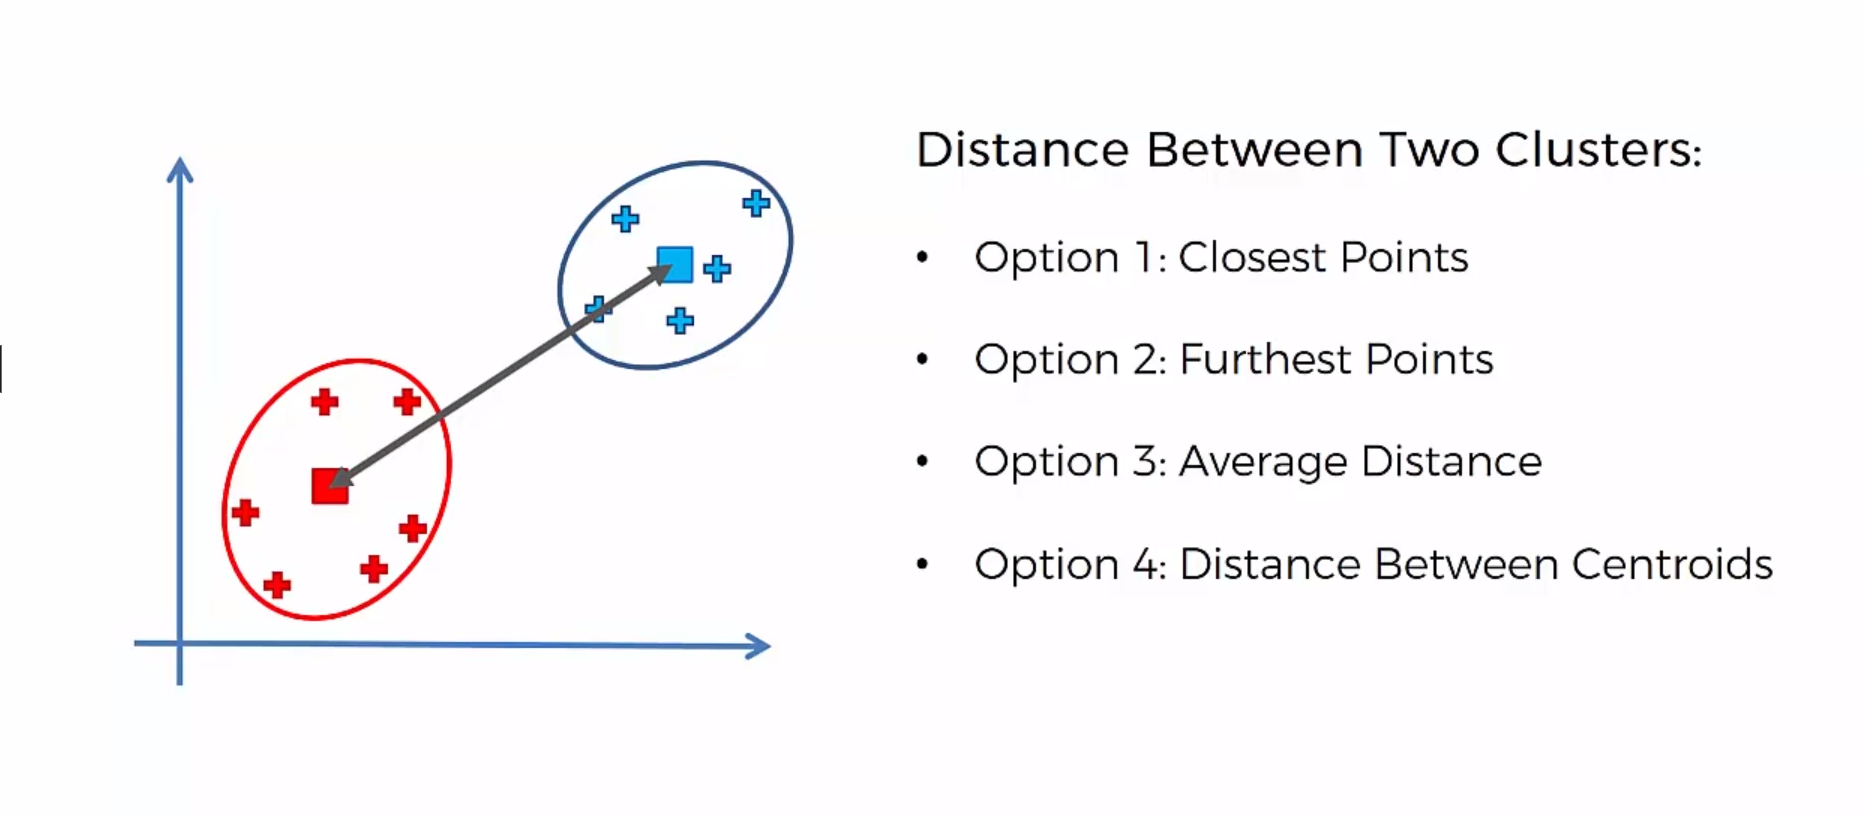 Distance Between Two Clusters:
• Option 1: Closest Points
• Option 2: Furthest Points
• Option 3: Average Distance
• Option 4: Distance Between Centroids